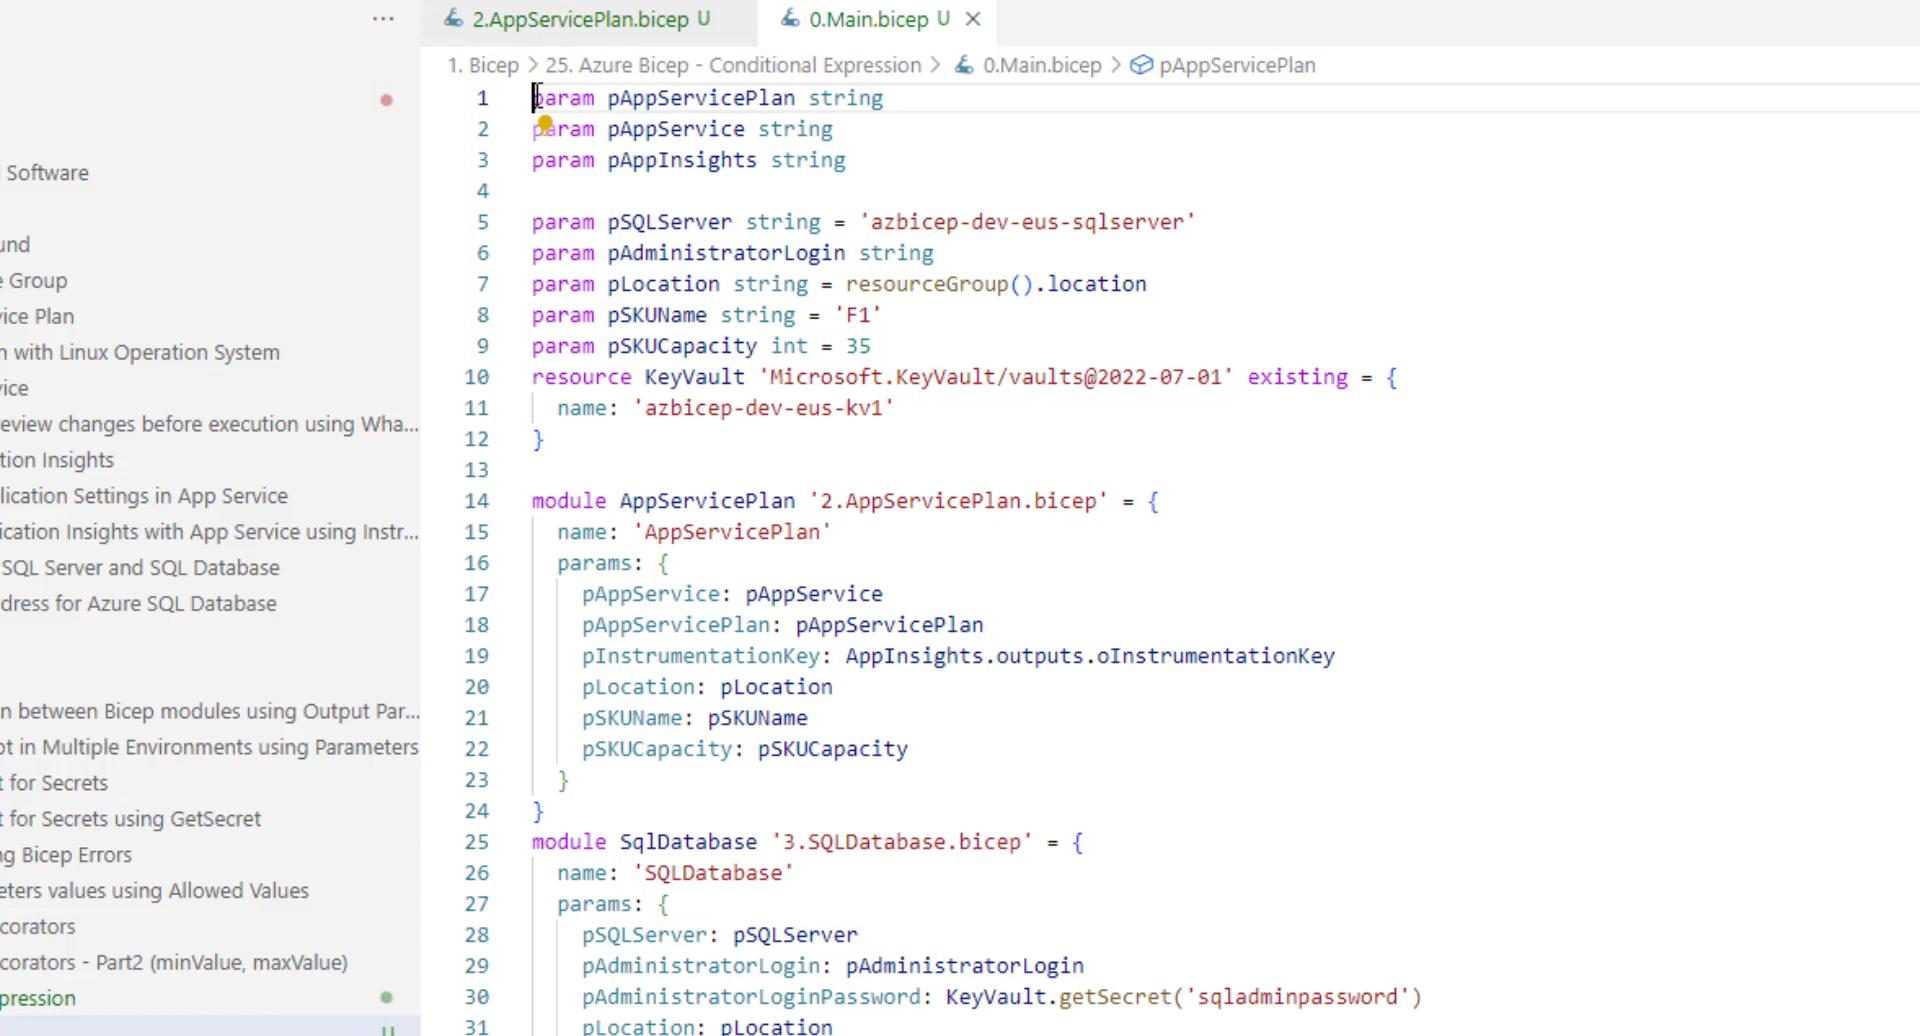 ··· 2.AppServicePlan.bicep U 0.Main.bicep U ×
1. Bicep > 25. Azure Bicep - Conditional Expression > 0.Main.bicep > pAppServicePlan
Software
und
Group
vice Plan
with Linux Operation System
vice
eview changes before execution using Wha...
tion Insights
lication Settings in App Service
ication Insights with App Service using Instr...
SQL Server and SQL Database
dress for Azure SQL Database
n between Bicep modules using Output Par...
pt in Multiple Environments using Parameters
t for Secrets
t for Secrets using GetSecret
ng Bicep Errors
eters values using Allowed Values
corators
corators - Part2 (minValue, maxValue)
pression
U
1 param pAppServicePlan string
2 param pAppService string
3 param pAppInsights string
4
5 param pSQLServer string = 'azbicep-dev-eus-sqlserver'
6 param pAdministratorLogin string
7 param pLocation string = resourceGroup().location
8 param pSKUName string = 'F1'
9 param pSKUCapacity int = 35
10 resource KeyVault 'Microsoft.KeyVault/vaults@2022-07-01' existing = {
11 name: 'azbicep-dev-eus-kv1'
12 }
13
14 module AppServicePlan '2.AppServicePlan.bicep' = {
15 name: 'AppServicePlan'
16 params: {
17 pAppService: pAppService
18 pAppServicePlan: pAppServicePlan
19 pInstrumentationKey: AppInsights.outputs.oInstrumentationKey
20 pLocation: pLocation
21 pSKUName: pSKUName
22 pSKUCapacity: pSKUCapacity
23 }
24 }
25 module SqlDatabase '3.SQLDatabase.bicep' = {
26 name: 'SQLDatabase'
27 params: {
28 pSQLServer: pSQLServer
29 pAdministratorLogin: pAdministratorLogin
30 pAdministratorLoginPassword: KeyVault.getSecret('sqladminpassword')
31 pLocation: pLocation